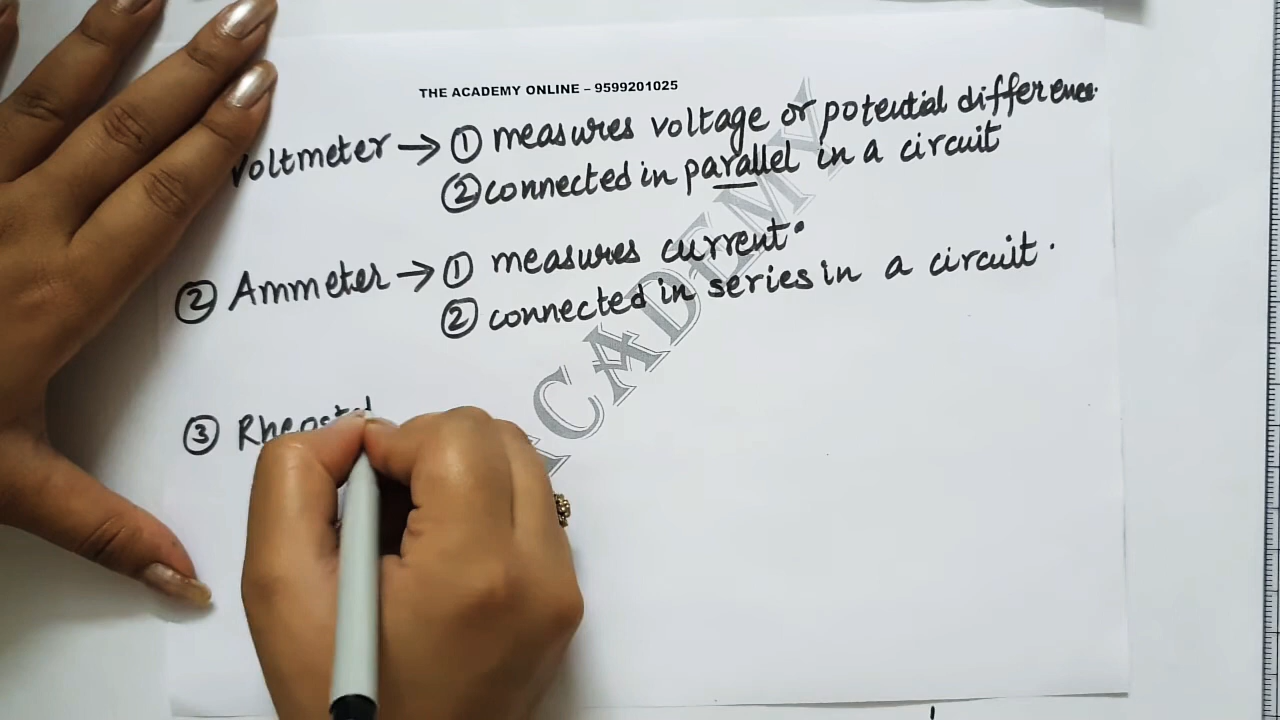 THE ACADEMY ONLINE – 9599201025
Voltmeter → ① measures voltage or potential difference.
② connected in parallel in a circuit
② Ammeter → ① measures current.
② connected in series in a circuit.
③
ACADEMY